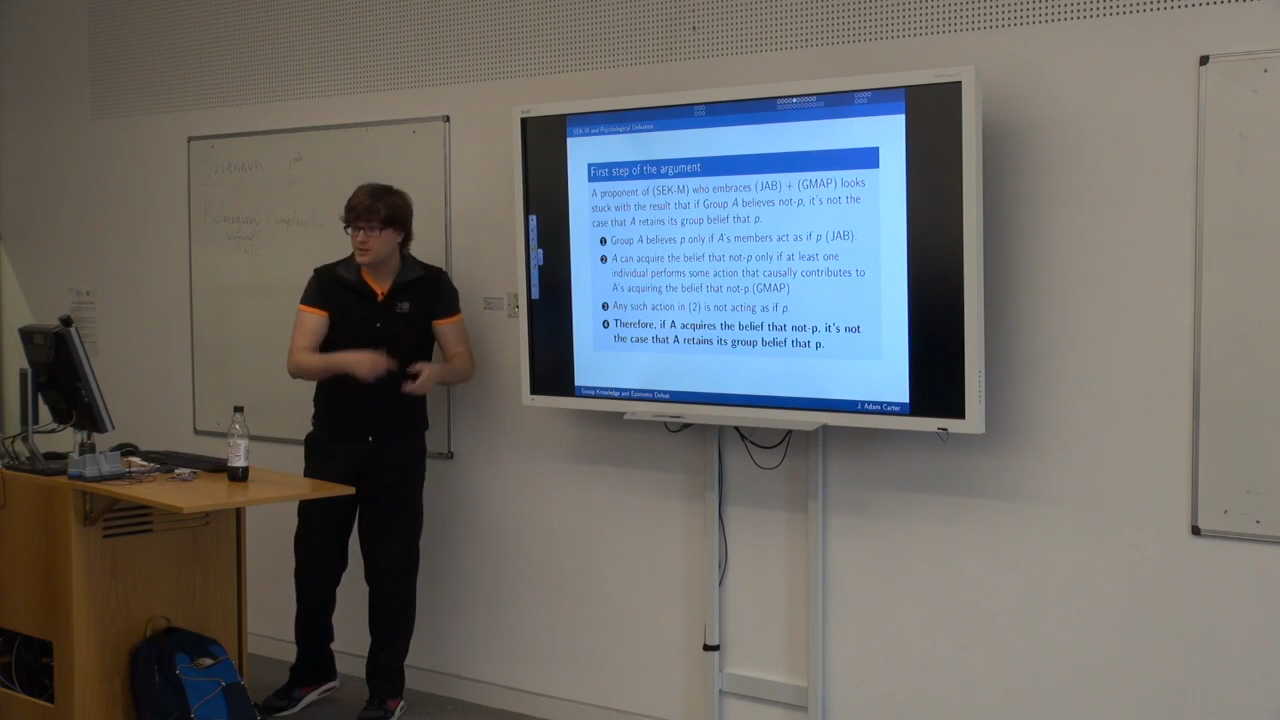 Shannon
SEK-M and Psychological Defeaters
First step of the argument
A proponent of (SEK-M) who embraces (JAB) + (GMAP) looks
stuck with the result that if Group A believes not-p, it's not the
case that A retains its group belief that p.
1 Group A believes p only if A's members act as if p (JAB).
2 A can acquire the belief that not-p only if at least one
individual performs some action that causally contributes to
A's acquiring the belief that not-p.(GMAP)
3 Any such action in (2) is not acting as if p.
4 Therefore, if A acquires the belief that not-p, it's not
the case that A retains its group belief that p.
Group Knowledge and Epistemic Defeat
J. Adam Carter